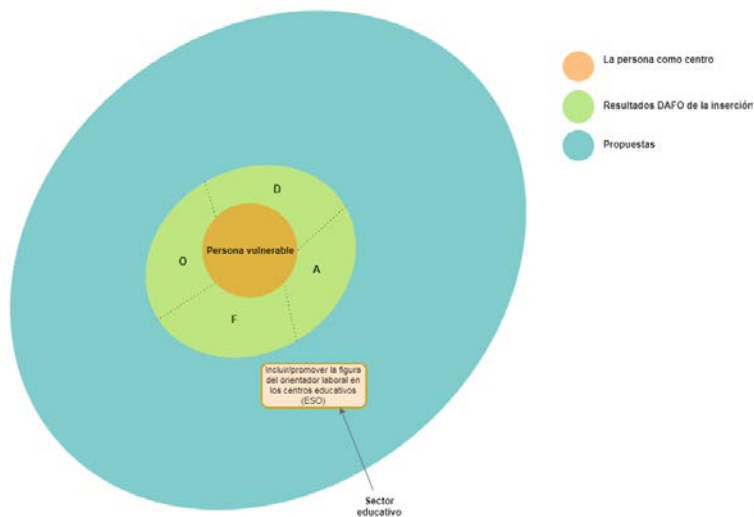 La persona como centro
Resultados DAFO de la inserción
Propuestas
D
Persona vulnerable
O
A
F
Incluir/promover la figura
del orientador laboral en
los centros educativos
(ESO)
Sector
educativo